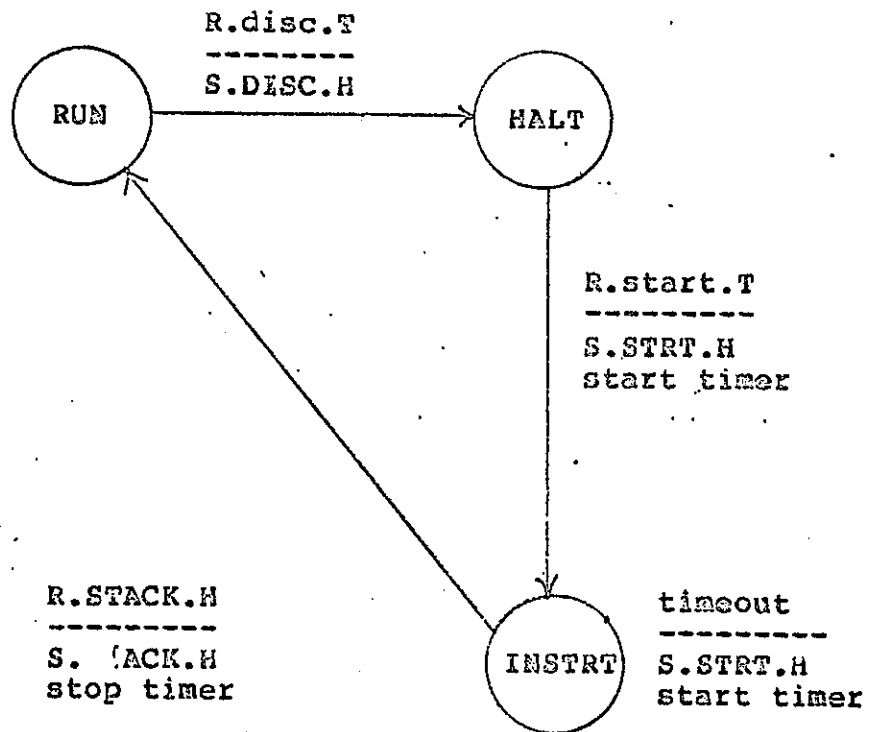 R.disc.T
--------
S.DISC.H
RUN
HALT
R.start.T
---------
S.STRT.H
start timer
R.STACK.H
---------
S. ACK.H
stop timer
INSTRT
timeout
---------
S.STRT.H
start timer